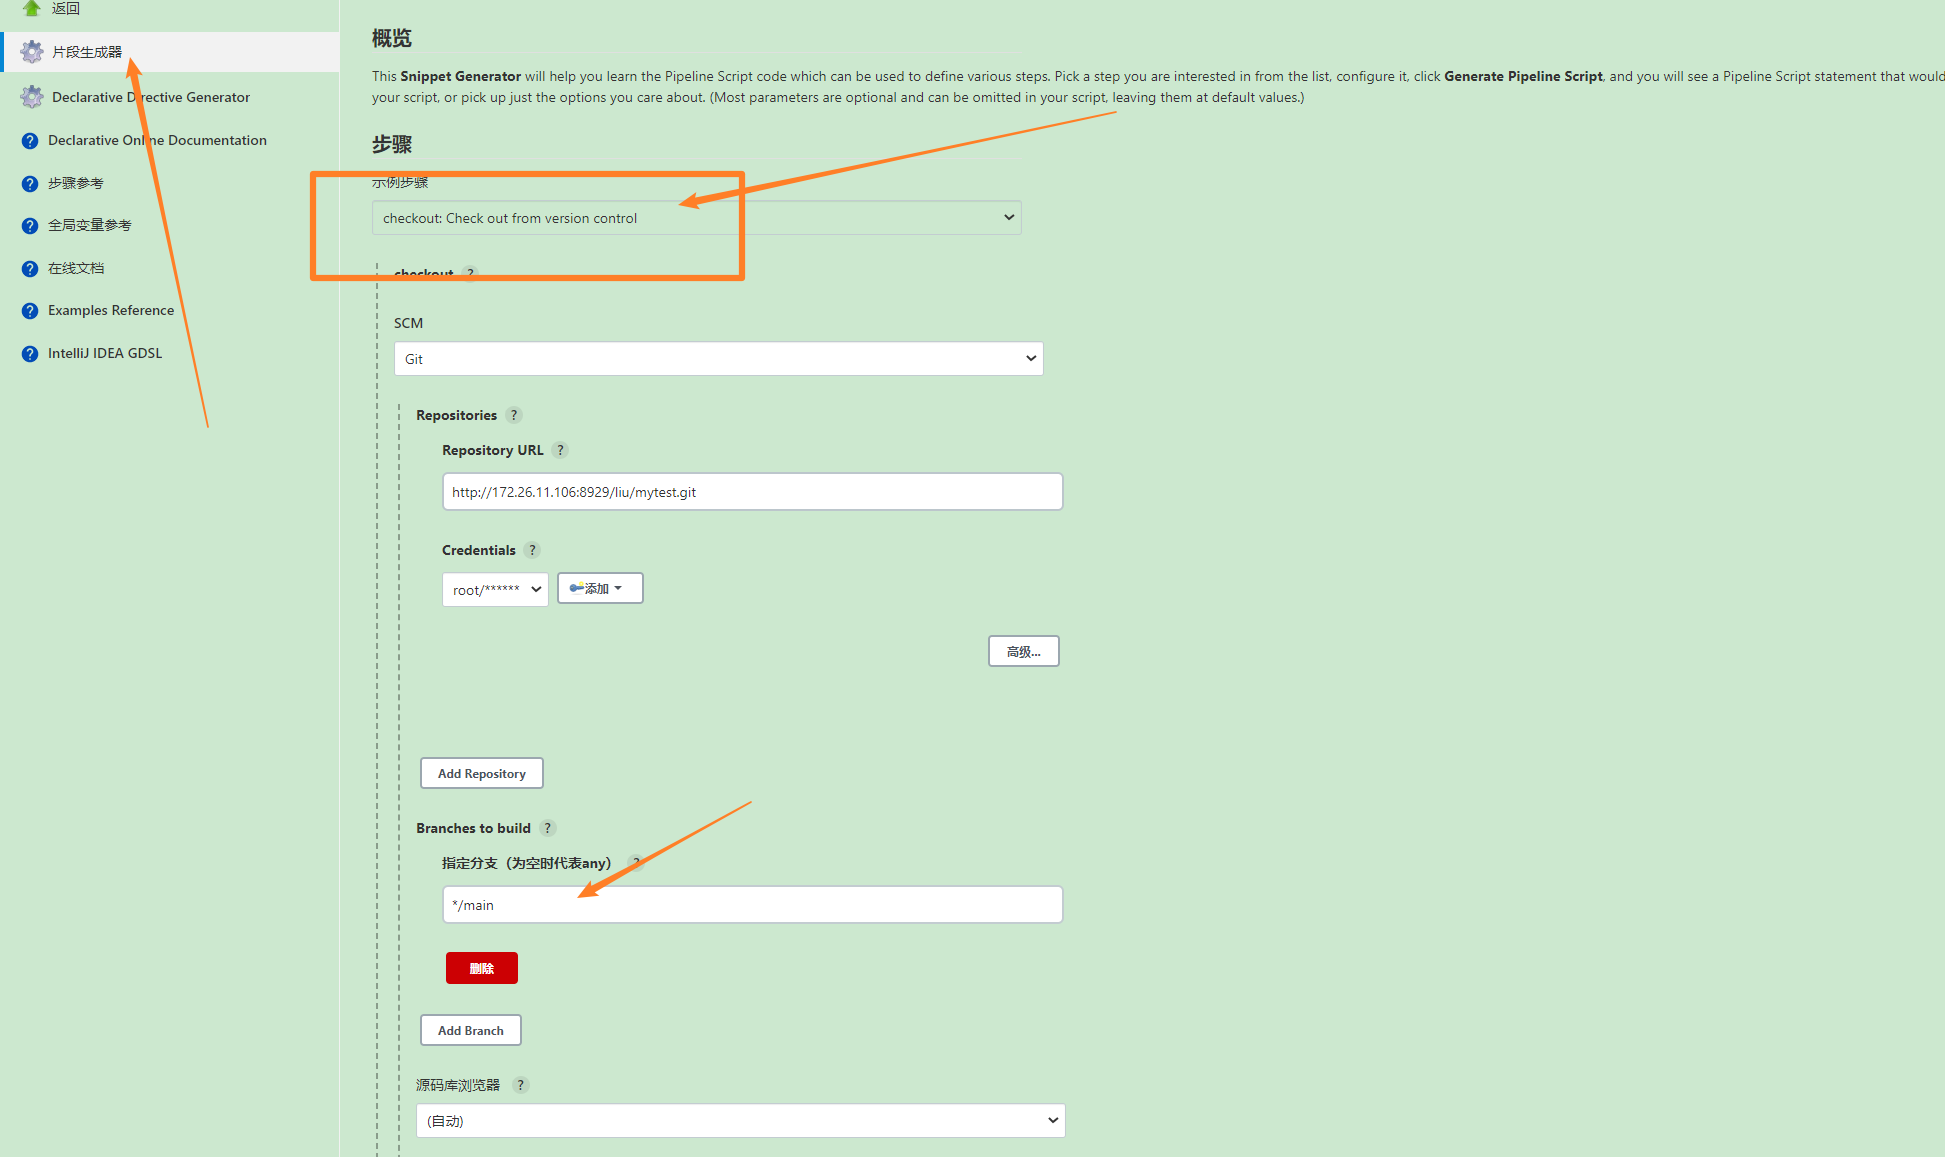 返回
片段生成器
Declarative Directive Generator
Declarative Online Documentation
步骤参考
全局变量参考
在线文档
Examples Reference
IntelliJ IDEA GDSL
概览
This Snippet Generator will help you learn the Pipeline Script code which can be used to define various steps. Pick a step you are interested in from the list, configure it, click Generate Pipeline Script, and you will see a Pipeline Script statement that would
your script, or pick up just the options you care about. (Most parameters are optional and can be omitted in your script, leaving them at default values.)
步骤
示例步骤
checkout: Check out from version control
checkout ?
SCM
Git
Repositories ?
Repository URL ?
http://172.26.11.106:8929/liu/mytest.git
Credentials ?
root/******
添加
高级...
Add Repository
Branches to build ?
指定分支（为空时代表any） ?
*/main
删除
Add Branch
源码库浏览器 ?
(自动)